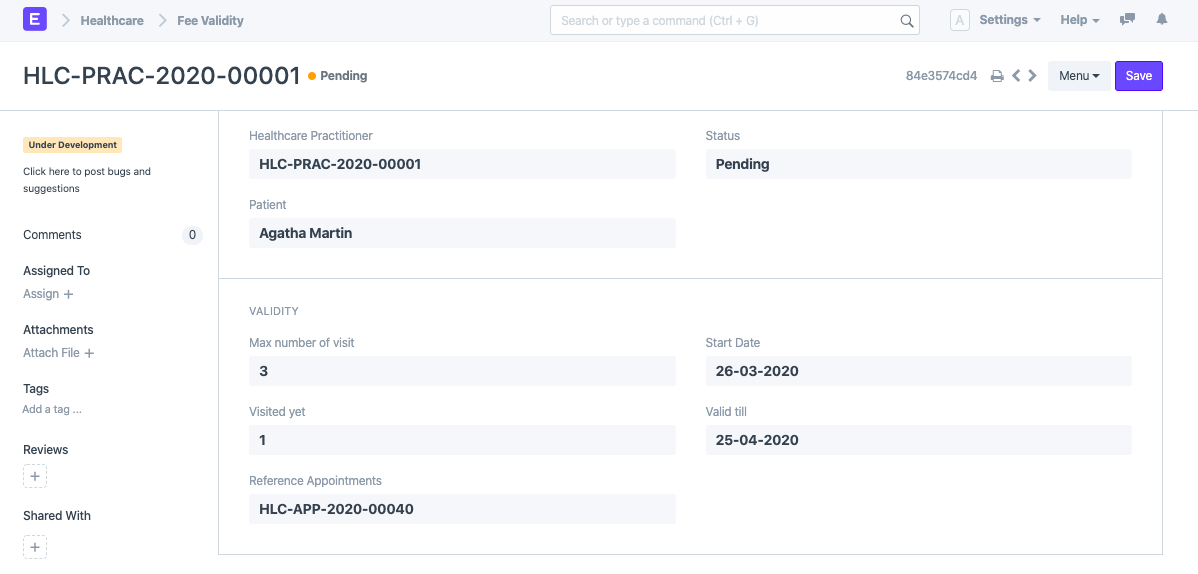 E Healthcare Fee Validity Search or type a command (Ctrl + G) A Settings Help
HLC-PRAC-2020-00001 Pending 84e3574cd4 Menu Save
Under Development
Click here to post bugs and
suggestions
Comments 0
Assigned To
Assign +
Attachments
Attach File +
Tags
Add a tag ...
Reviews
+
Shared With
+
Healthcare Practitioner Status
HLC-PRAC-2020-00001 Pending
Patient
Agatha Martin
VALIDITY
Max number of visit Start Date
3 26-03-2020
Visited yet Valid till
1 25-04-2020
Reference Appointments
HLC-APP-2020-00040